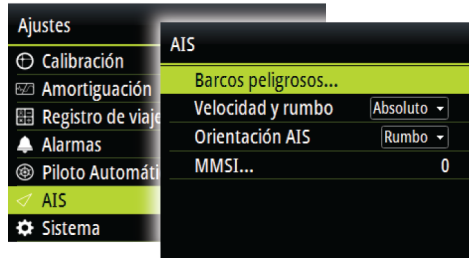 Ajustes
Calibración
Amortiguación
Registro de viaje
Alarmas
Piloto Automáti
AIS
Sistema
AIS
Barcos peligrosos...
Velocidad y rumbo Absoluto
Orientación AIS Rumbo
MMSI... 0